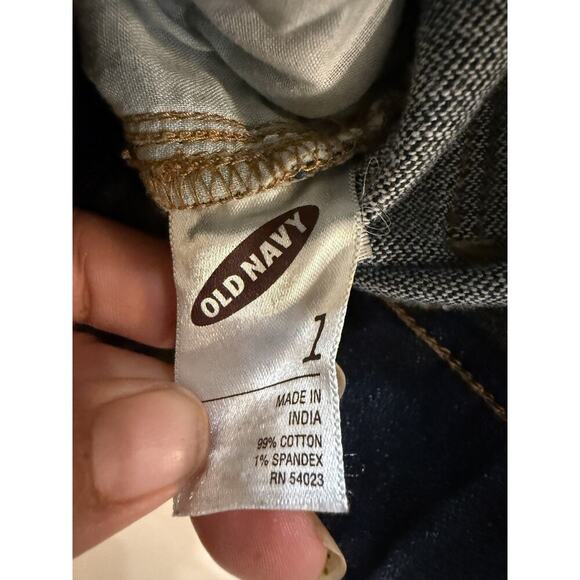 OLD NAVY
1
MADE IN
INDIA
99% COTTON
1% SPANDEX
RN 54023